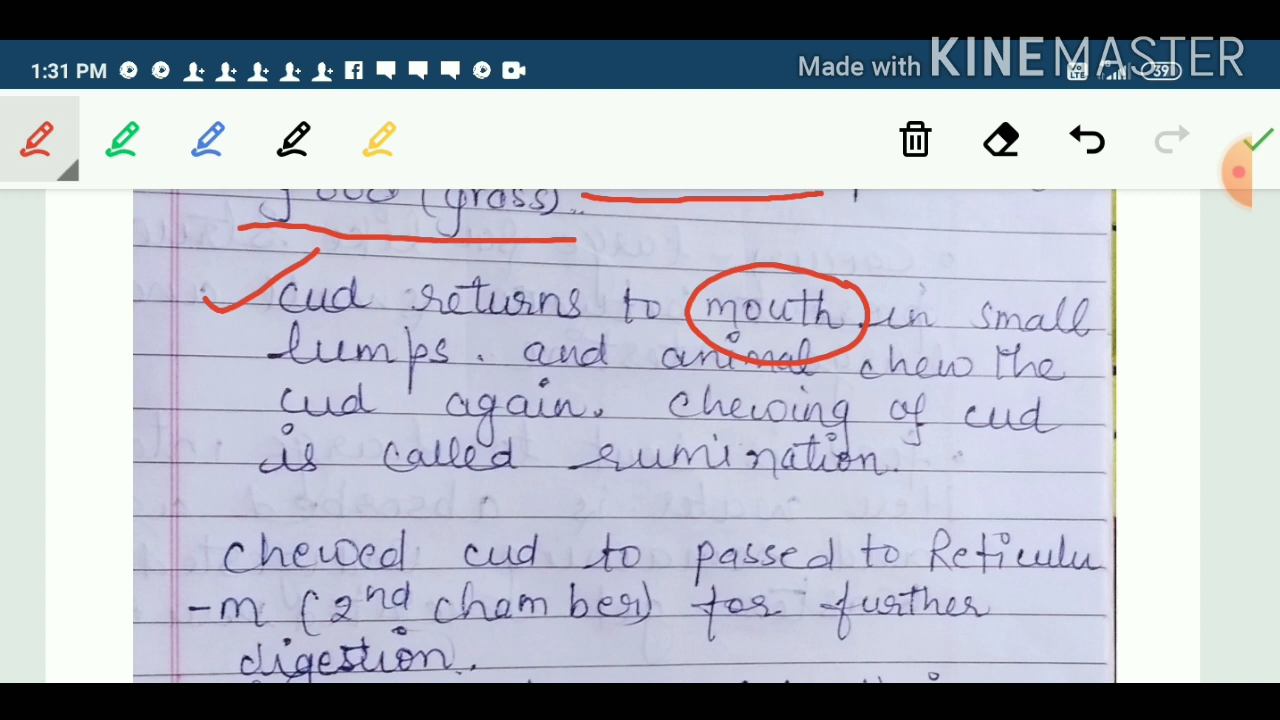 Made with KINEMASTER
1:31 PM
39
food (grass)
cud returns to mouth in small
lumps. and animal chew the
cud again. chewing of cud
is called rumination.
chewed cud to passed to Reticulu
-m (2nd chamber) for further
digestion.